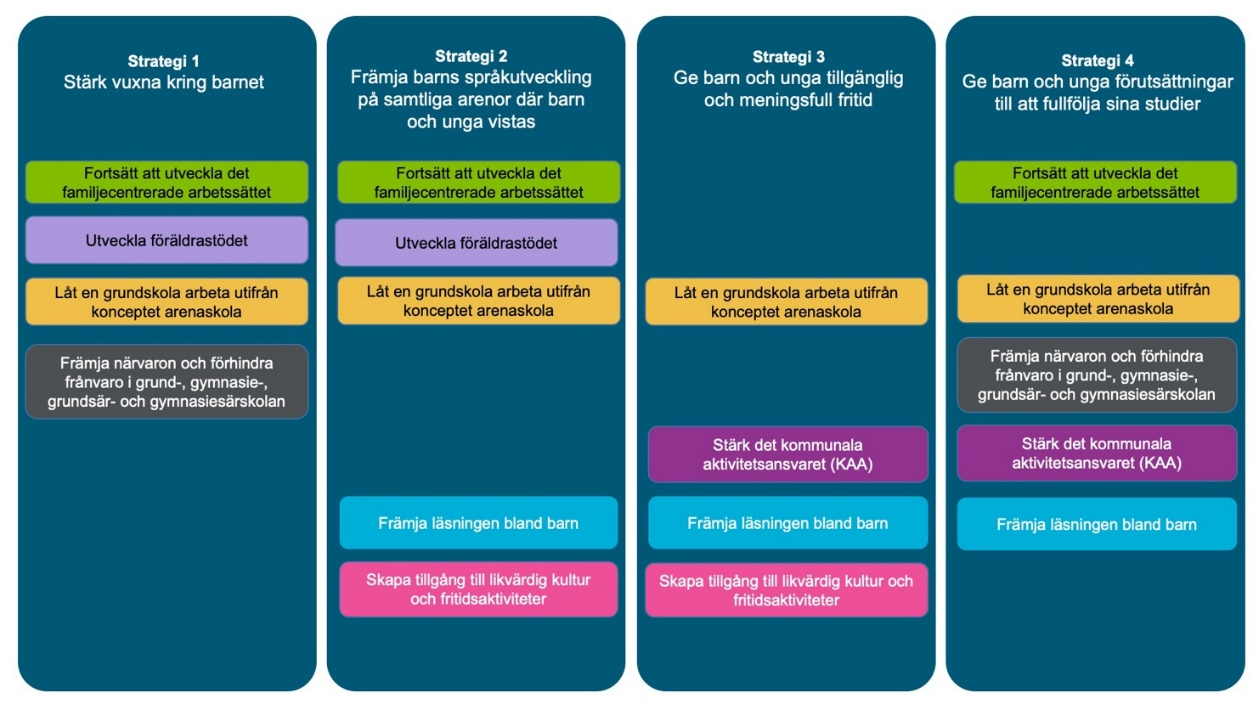 Strategi 1
Stärk vuxna kring barnet
Fortsätt att utveckla det
familjecentrerade arbetssättet
Utveckla föräldrastödet
Låt en grundskola arbeta utifrån
konceptet arenaskola
Främja närvaron och förhindra
frånvaro i grund-, gymnasie-,
grundsär- och gymnasiesärskolan
Strategi 2
Främja barns språkutveckling
på samtliga arenor där barn
och unga vistas
Fortsätt att utveckla det
familjecentrerade arbetssättet
Utveckla föräldrastödet
Låt en grundskola arbeta utifrån
konceptet arenaskola
Främja läsningen bland barn
Skapa tillgång till likvärdig kultur
och fritidsaktiviteter
Strategi 3
Ge barn och unga tillgänglig
och meningsfull fritid
Låt en grundskola arbeta utifrån
konceptet arenaskola
Stärk det kommunala
aktivitetsansvaret (KAA)
Främja läsningen bland barn
Skapa tillgång till likvärdig kultur och
fritidsaktiviteter
Strategi 4
Ge barn och unga förutsättningar
till att fullfölja sina studier
Fortsätt att utveckla det
familjecentrerade arbetssättet
Låt en grundskola arbeta utifrån
konceptet arenaskola
Främja närvaron och förhindra
frånvaro i grund-, gymnasie-,
grundsär- och gymnasiesärskolan
Stärk det kommunala
aktivitetsansvaret (KAA)
Främja läsningen bland barn